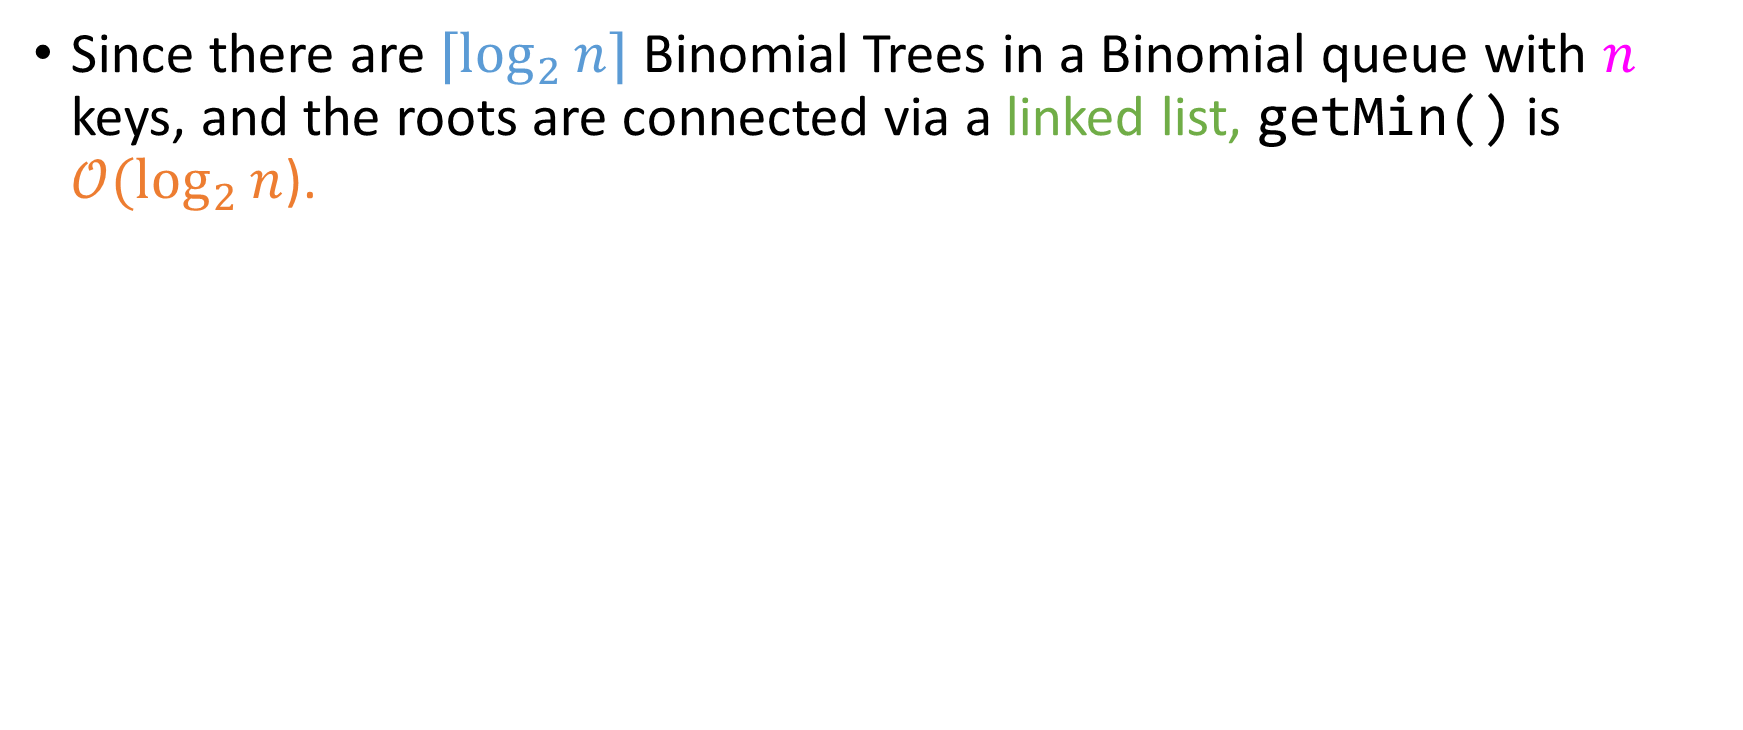 • Since there are ⌈log₂ n⌉ Binomial Trees in a Binomial queue with n
keys, and the roots are connected via a linked list, getMin() is
𝒪(log₂ n).